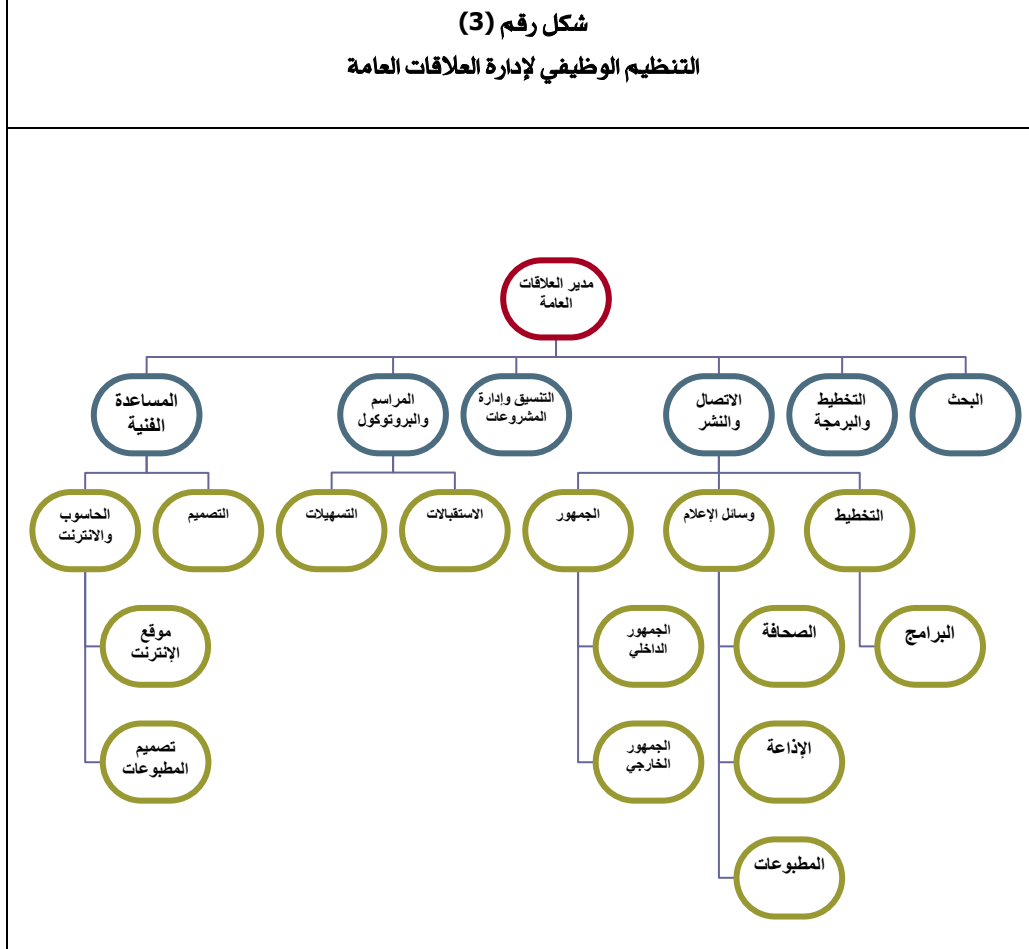 شكل رقم (3)
التنظيم الوظيفي لإدارة العلاقات العامة
مدير العلاقات
العامة
البحث
التخطيط
والبرمجة
الاتصال
والنشر
التنسيق وإدارة
المشروعات
المراسم
والبروتوكول
المساعدة
الفنية
التخطيط
وسائل الإعلام
الجمهور
الاستقبالات
التسهيلات
التصميم
الحاسوب
والانترنت
البرامج
الصحافة
الجمهور
الداخلي
موقع
الإنترنت
الإذاعة
الجمهور
الخارجي
تصميم
المطبوعات
المطبوعات